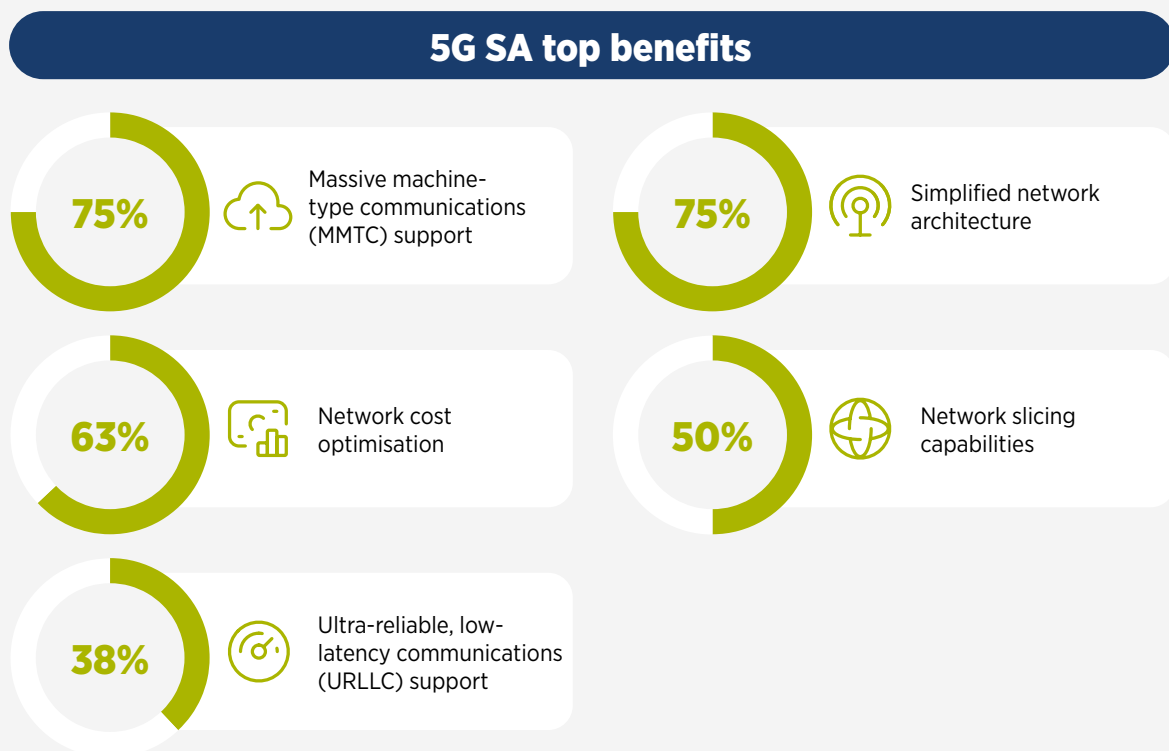 5G SA top benefits
75%
Massive machine-
type communications
(MMTC) support
75%
Simplified network
architecture
63%
Network cost
optimisation
50%
Network slicing
capabilities
38%
Ultra-reliable, low-
latency communications
(URLLC) support